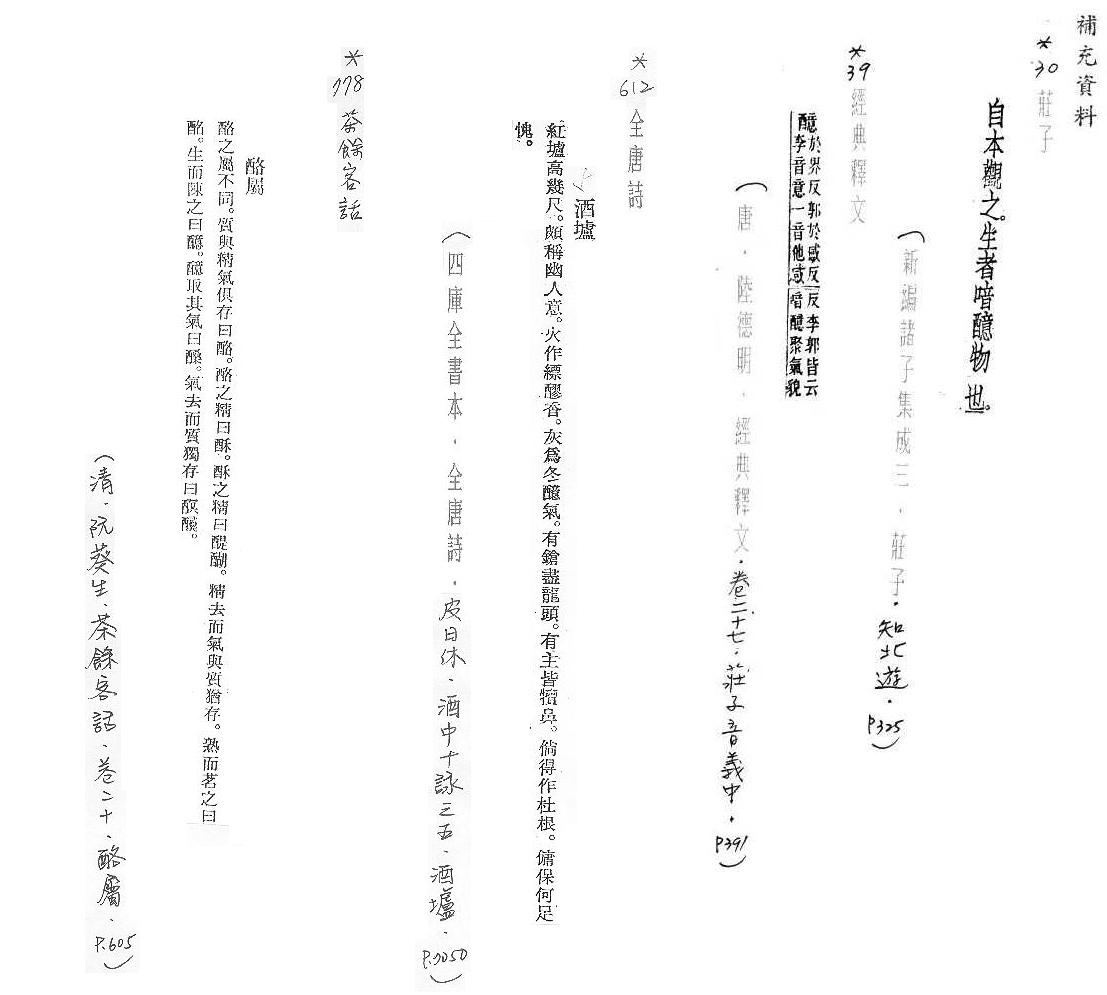 補充資料
*30 莊子
自本觀之。生者喑醷物也。
(新編諸子集成三．莊子．知北遊．P325)
*39 經典釋文
醷於界反郭於感反李音意一音他感反李郭皆云喑醷聚氣貌
(唐．陸德明．經典釋文．卷二十七．莊子音義中．P391)
*612 全唐詩
酒壚
紅壚高幾尺。頗稱幽人意。火作縹醪香。灰爲冬醷氣。有鎗盡龍頭。有主皆犢鼻。倘得作杜根。傭保何足
愧。
(四庫全書本．全唐詩．皮日休．酒中十詠之五．酒壚．P.7050)
*778 茶餘客話
酪屬
酪之屬不同。質與精氣俱存曰酪。酪之精曰酥。酥之精曰醍醐。精去而氣與質猶存。熟而茗之曰
酪。生而陳之曰醷。醷取其氣曰醸。氣去而質獨存曰
(清．阮葵生．茶餘客話．卷二十．酪屬．P.605)